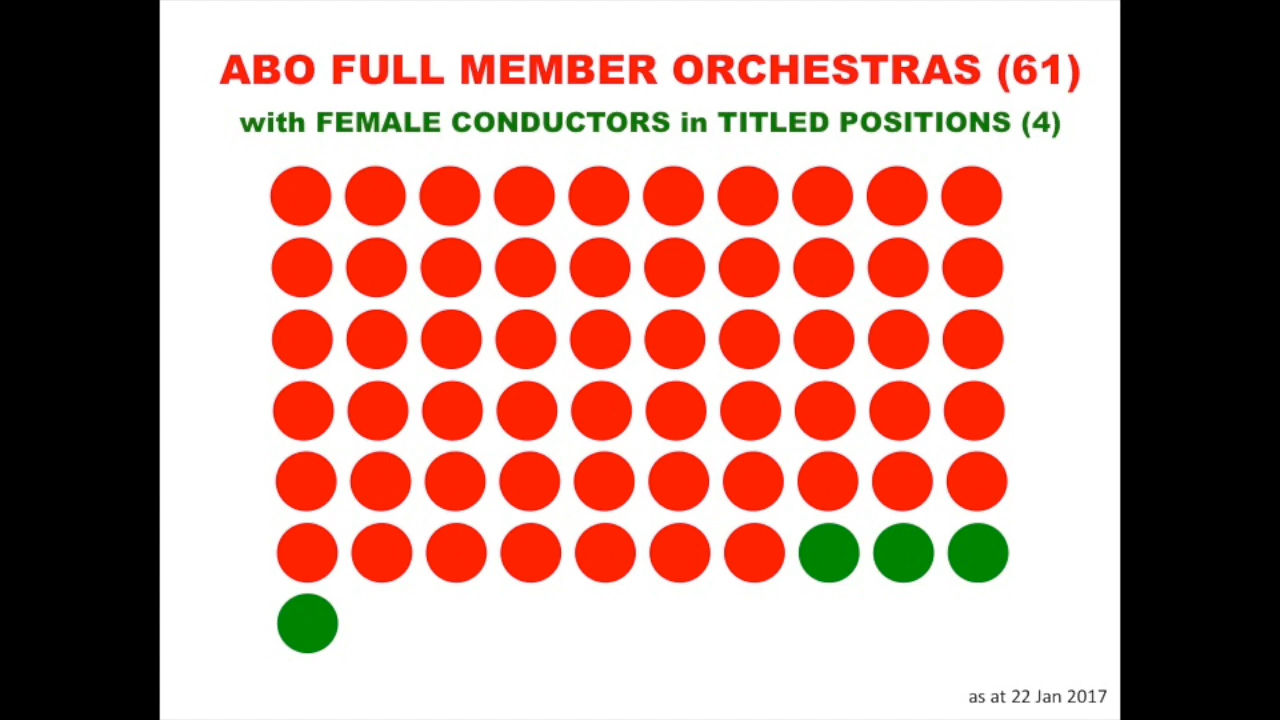 ABO FULL MEMBER ORCHESTRAS (61)
with FEMALE CONDUCTORS in TITLED POSITIONS (4)
as at 22 Jan 2017